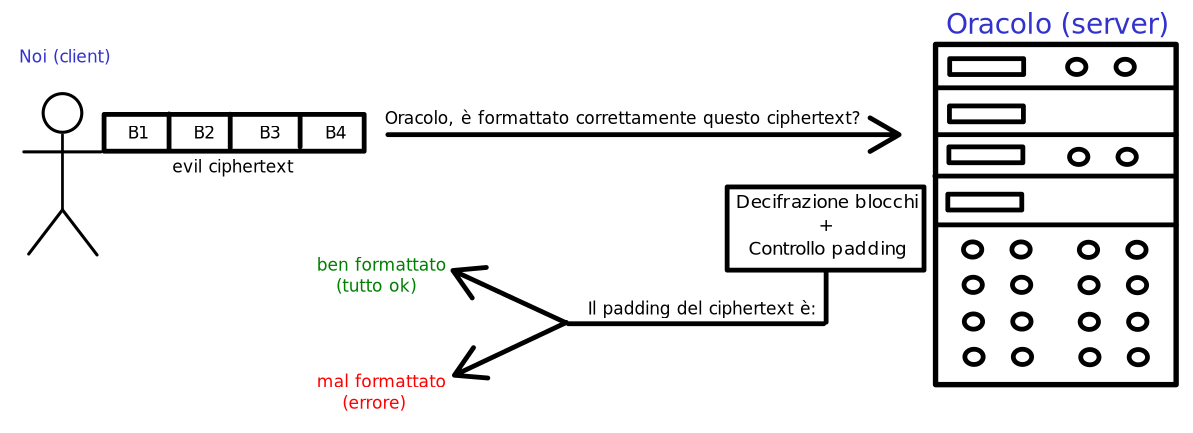 Oracolo (server)
Noi (client)
B1 B2 B3 B4
evil ciphertext
Oracolo, è formattato correttamente questo ciphertext?
Decifrazione blocchi
+
Controllo padding
Il padding del ciphertext è:
ben formattato
(tutto ok)
mal formattato
(errore)